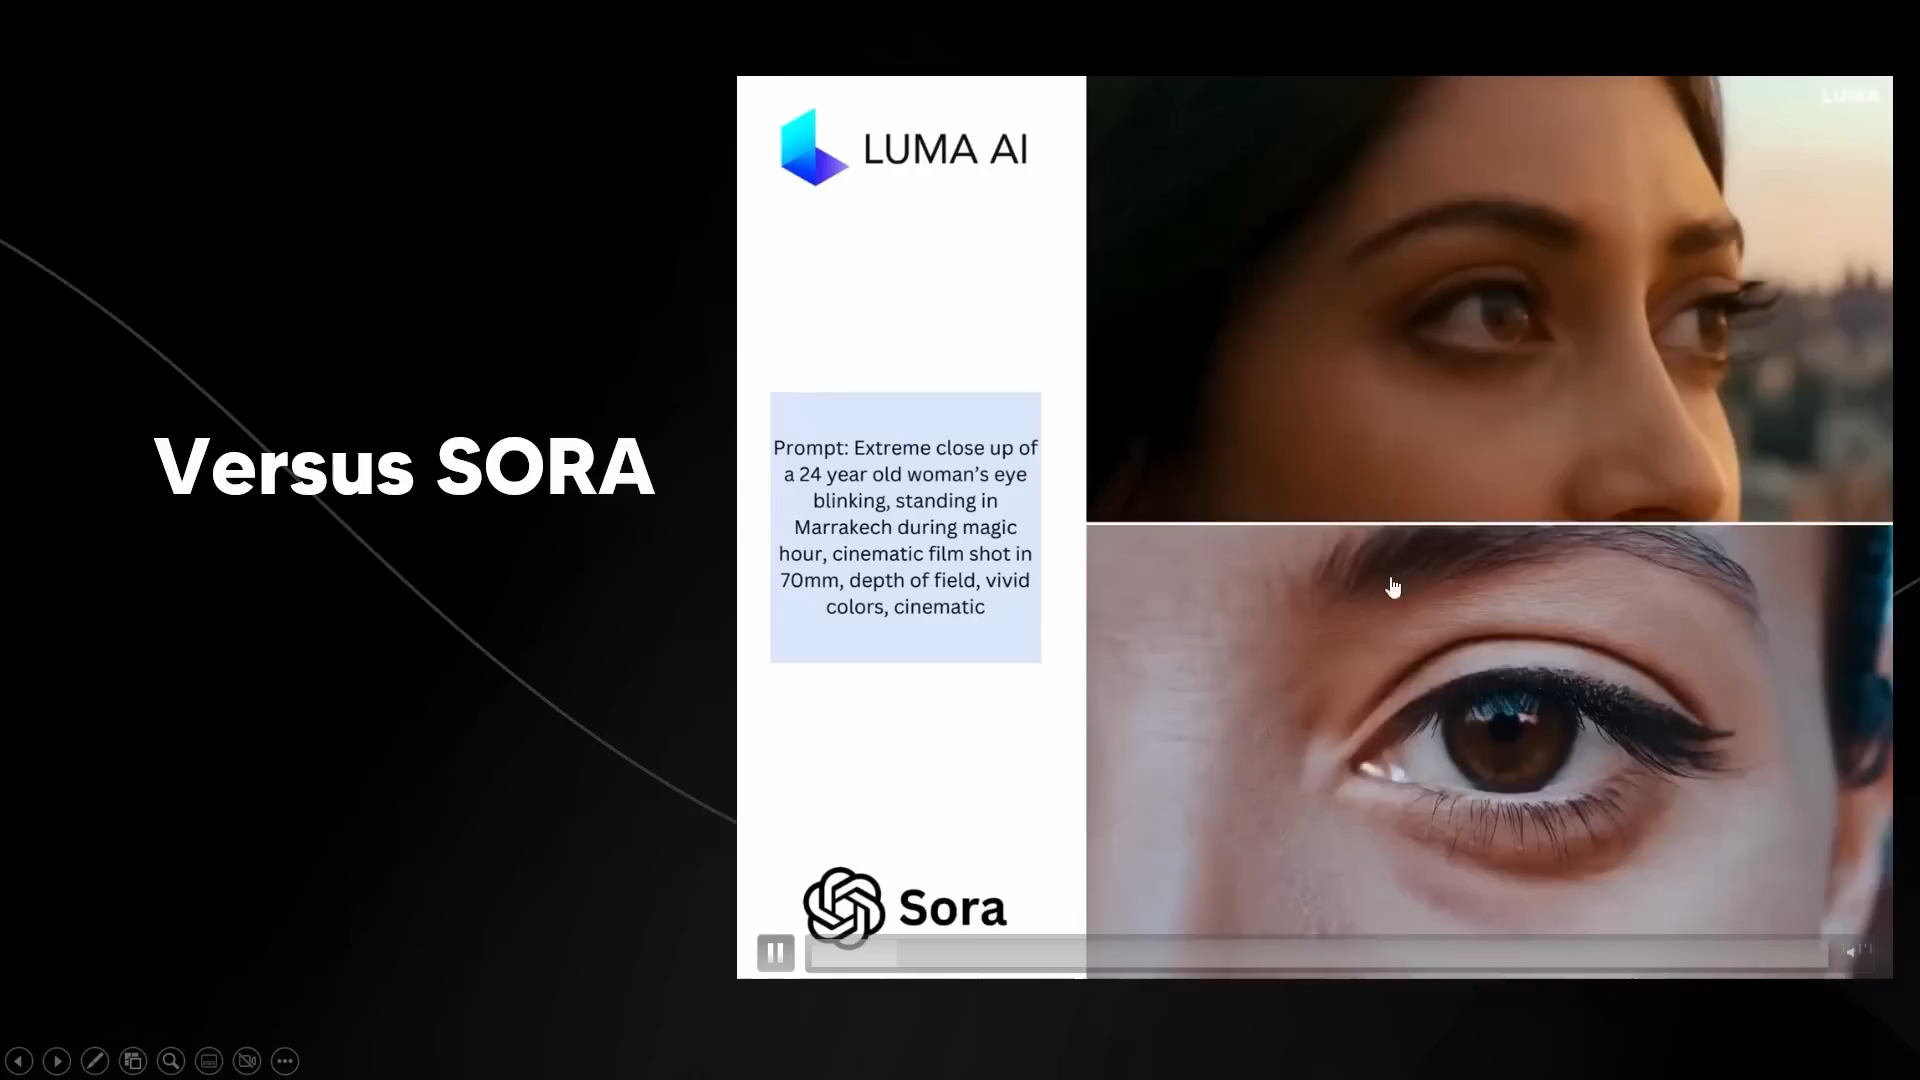 Versus SORA
LUMA AI
LUMA
Prompt: Extreme close up of
a 24 year old woman’s eye
blinking, standing in
Marrakech during magic
hour, cinematic film shot in
70mm, depth of field, vivid
colors, cinematic
Sora